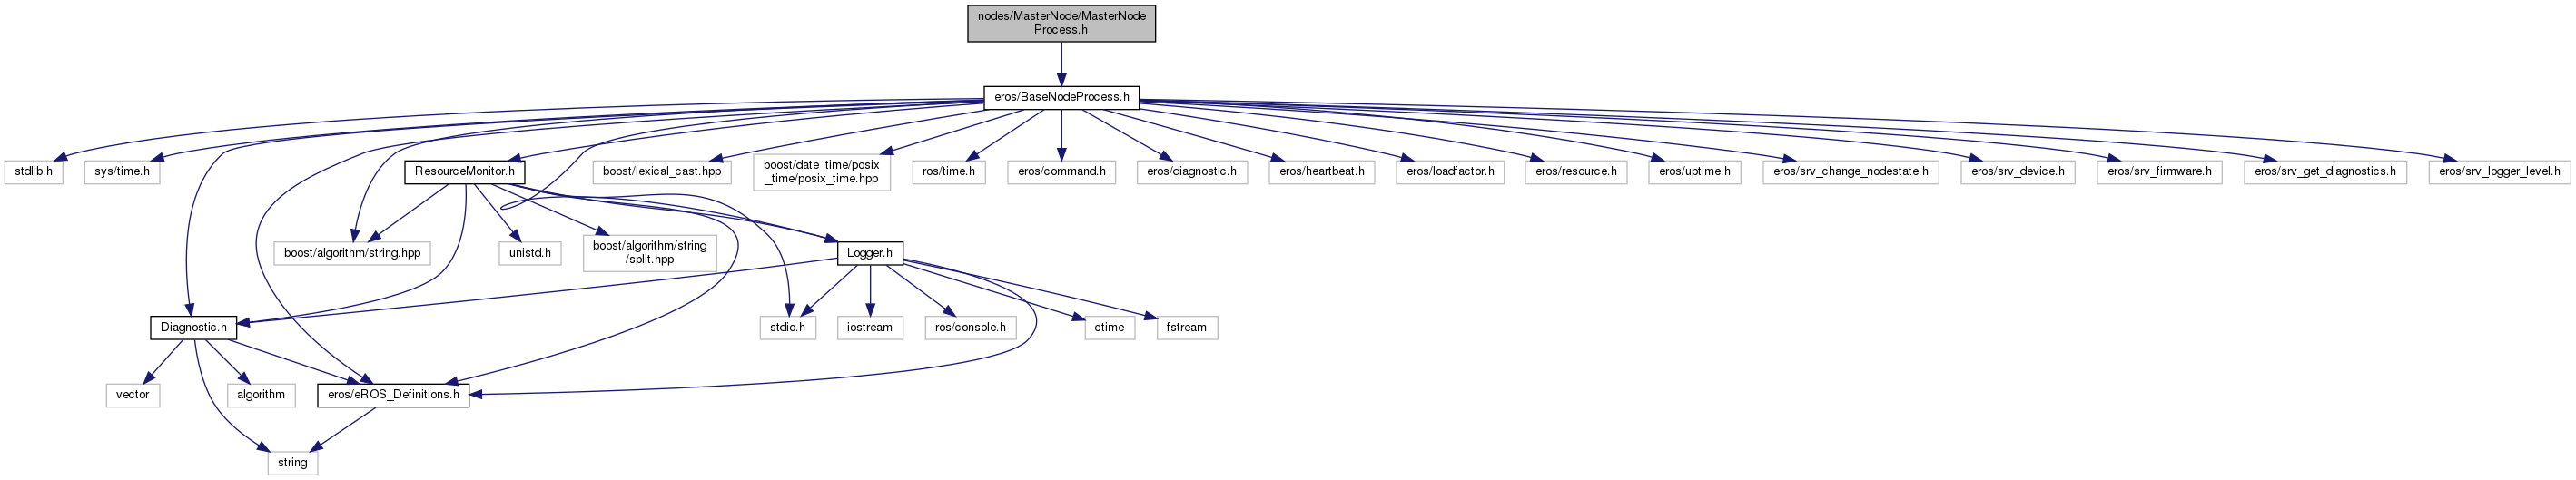 nodes/MasterNode/MasterNode
Process.h
eros/BaseNodeProcess.h
stdlib.h
sys/time.h
ResourceMonitor.h
boost/lexical_cast.hpp
boost/date_time/posix
_time/posix_time.hpp
ros/time.h
eros/command.h
eros/diagnostic.h
eros/heartbeat.h
eros/loadfactor.h
eros/resource.h
eros/uptime.h
eros/srv_change_nodestate.h
eros/srv_device.h
eros/srv_firmware.h
eros/srv_get_diagnostics.h
eros/srv_logger_level.h
boost/algorithm/string.hpp
unistd.h
boost/algorithm/string
/split.hpp
Logger.h
Diagnostic.h
stdio.h
iostream
ros/console.h
ctime
fstream
vector
algorithm
eros/eROS_Definitions.h
string